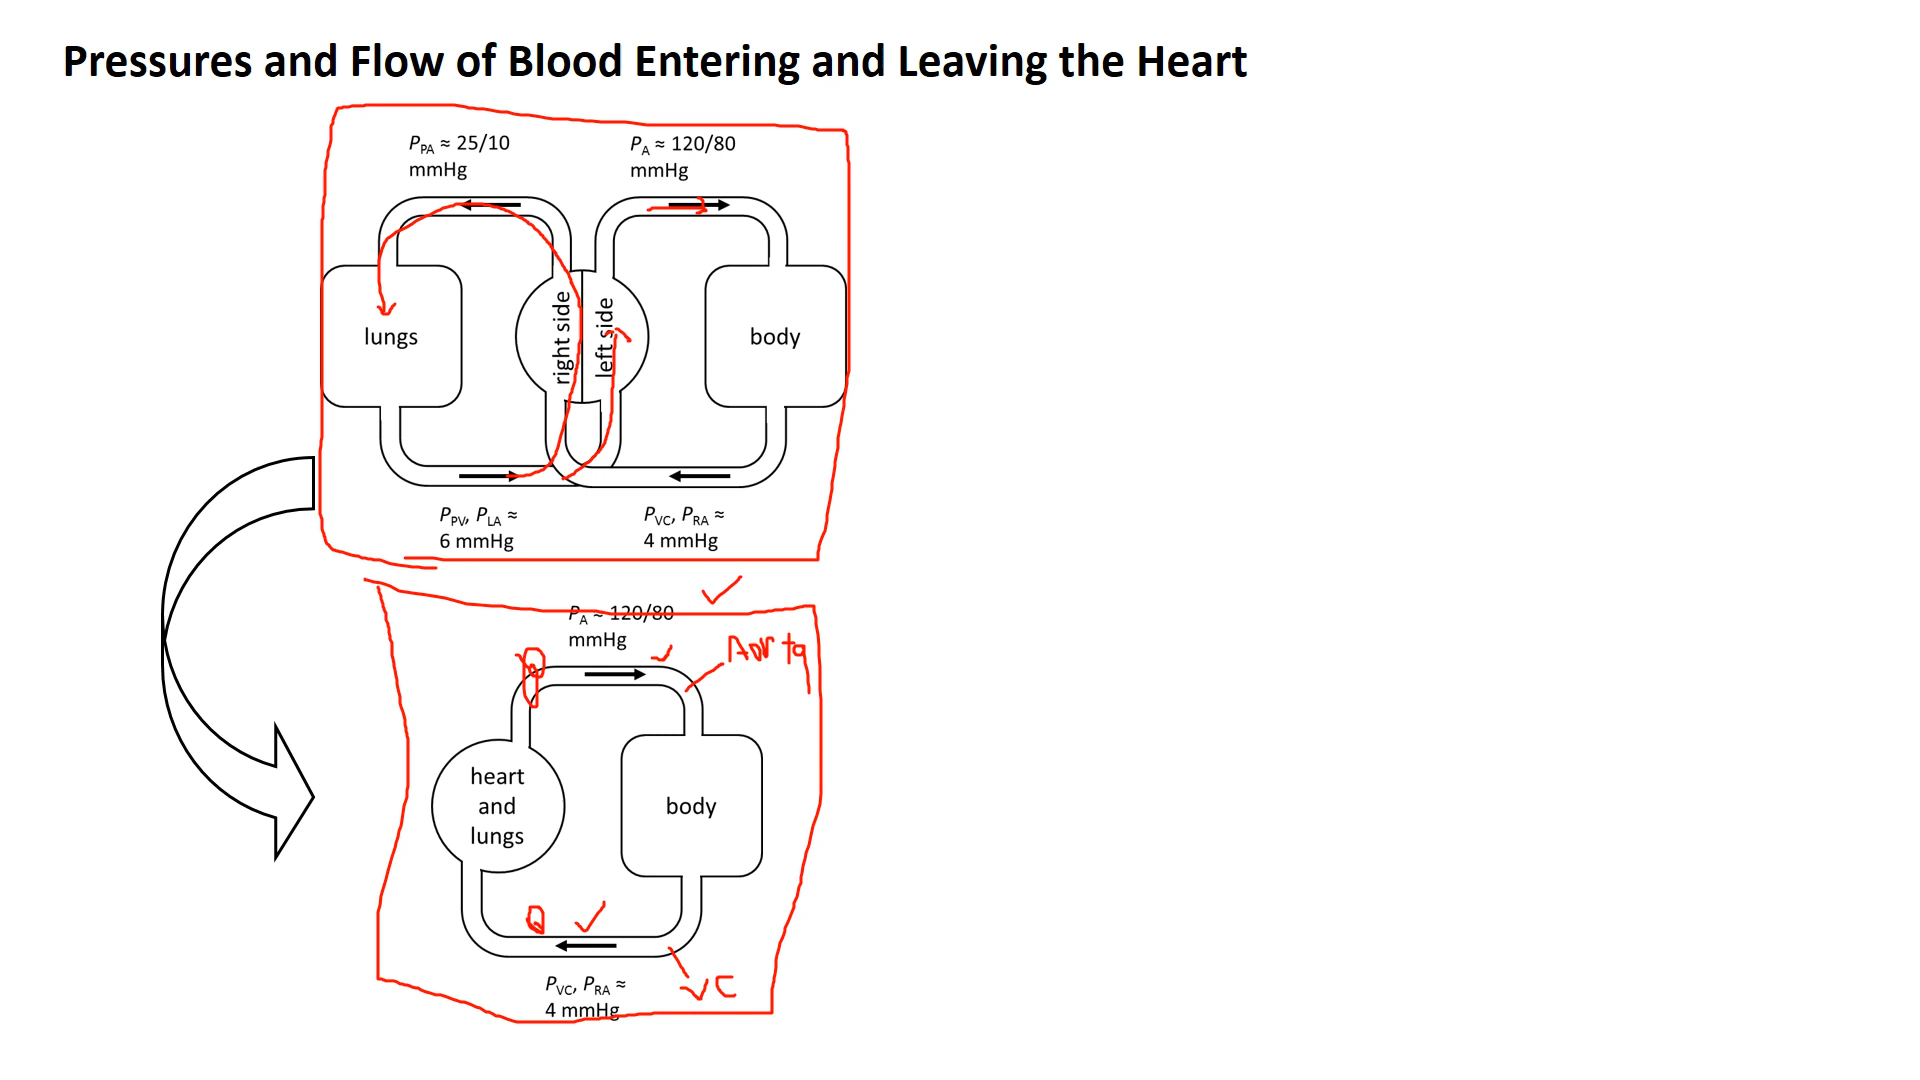 Pressures and Flow of Blood Entering and Leaving the Heart
PPA ≈ 25/10
mmHg
PA ≈ 120/80
mmHg
lungs
right side
left side
body
PPV, PLA ≈
6 mmHg
PVC, PRA ≈
4 mmHg
PA ≈ 120/80
mmHg
Aorta
heart
and
lungs
body
Q
PVC, PRA ≈
4 mmHg
VC